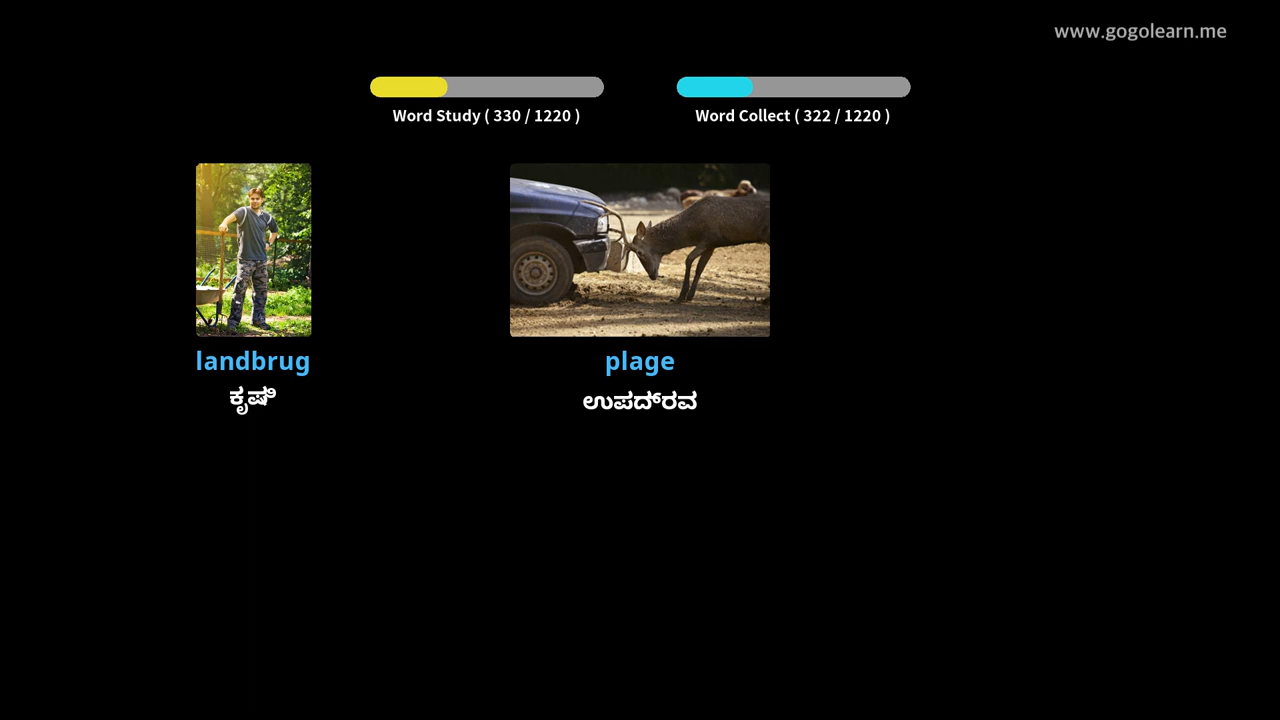 www.gogolearn.me
Word Study ( 330 / 1220 )
Word Collect ( 322 / 1220 )
landbrug
ಕೃಷಿ
plage
ಉಪದ್ರವ